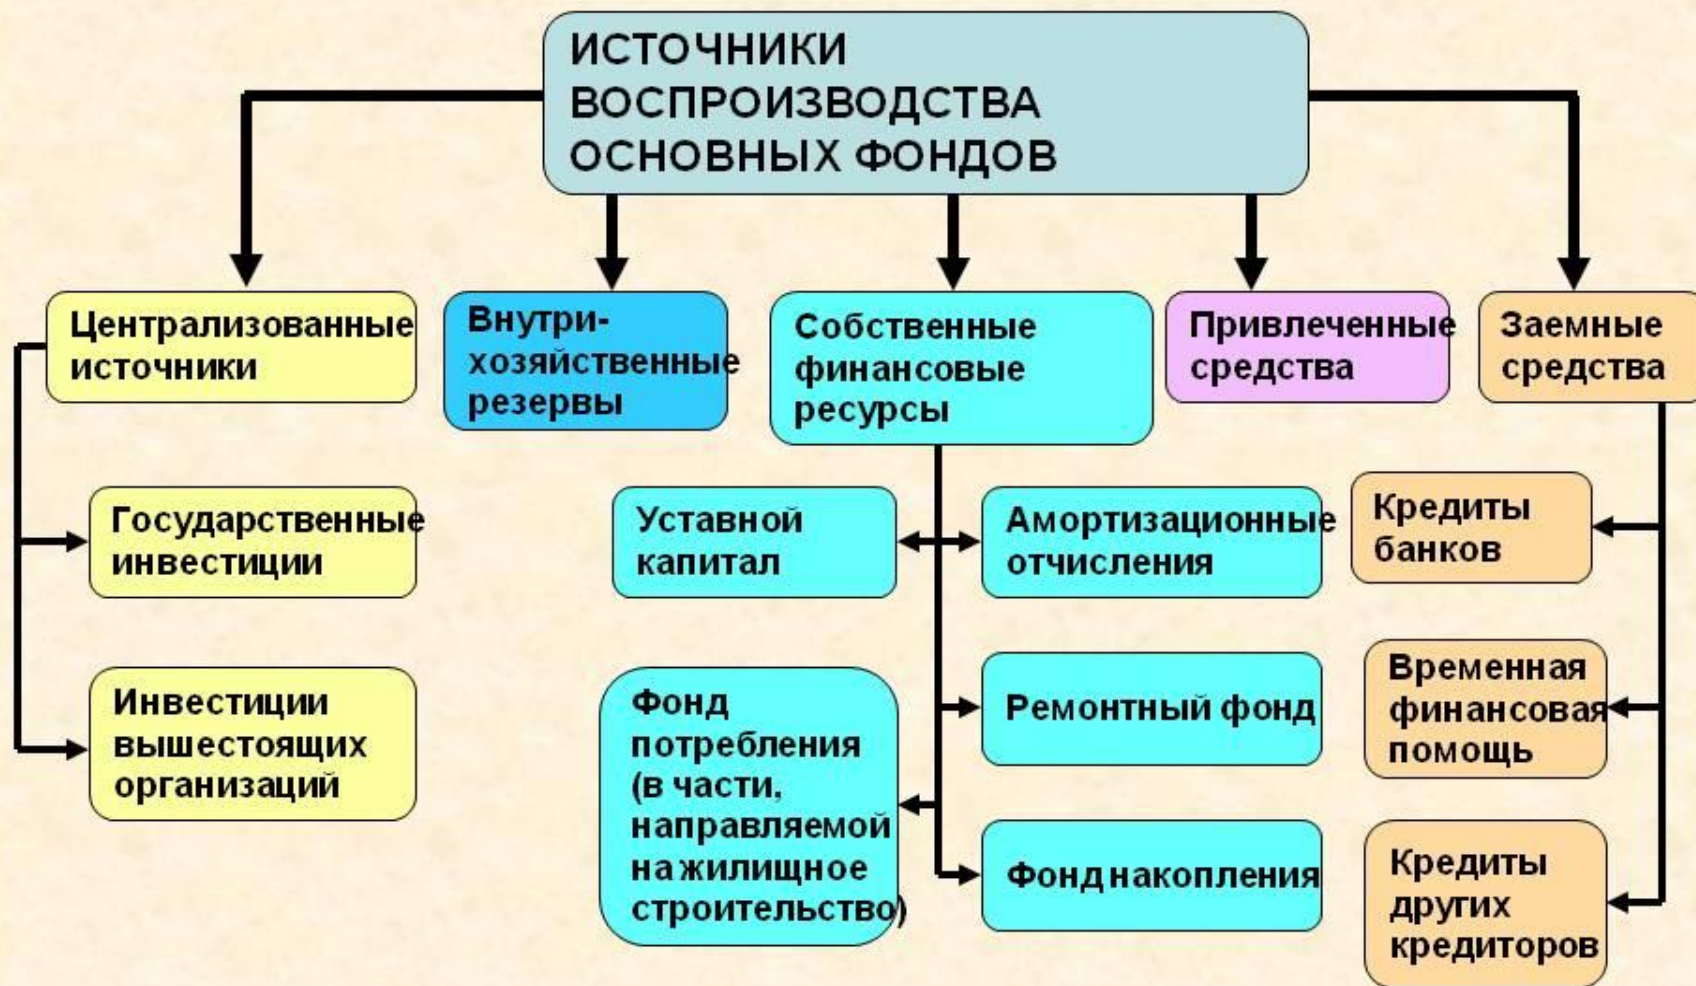 ИСТОЧНИКИ
ВОСПРОИЗВОДСТВА
ОСНОВНЫХ ФОНДОВ
Централизованные
источники
Внутри-
хозяйственные
резервы
Собственные
финансовые
ресурсы
Привлеченные
средства
Заемные
средства
Государственные
инвестиции
Инвестиции
вышестоящих
организаций
Уставной
капитал
Фонд
потребления
(в части,
направляемой
на жилищное
строительство)
Амортизационные
отчисления
Ремонтный фонд
Фонд накопления
Кредиты
банков
Временная
финансовая
помощь
Кредиты
других
кредиторов